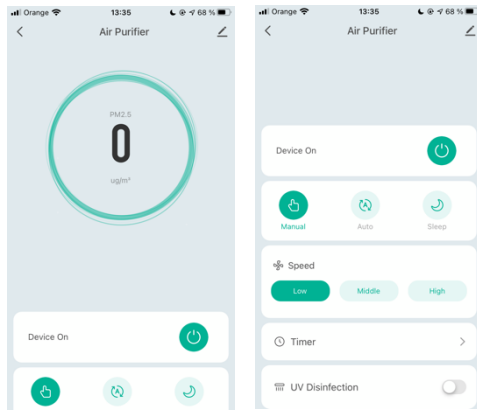 Orange 13:35 68 %
Air Purifier
PM2.5
0
ug/m³
Device On
Orange 13:35 68 %
Air Purifier
Device On
Manual Auto Sleep
Speed
Low Middle High
Timer
UV Disinfection